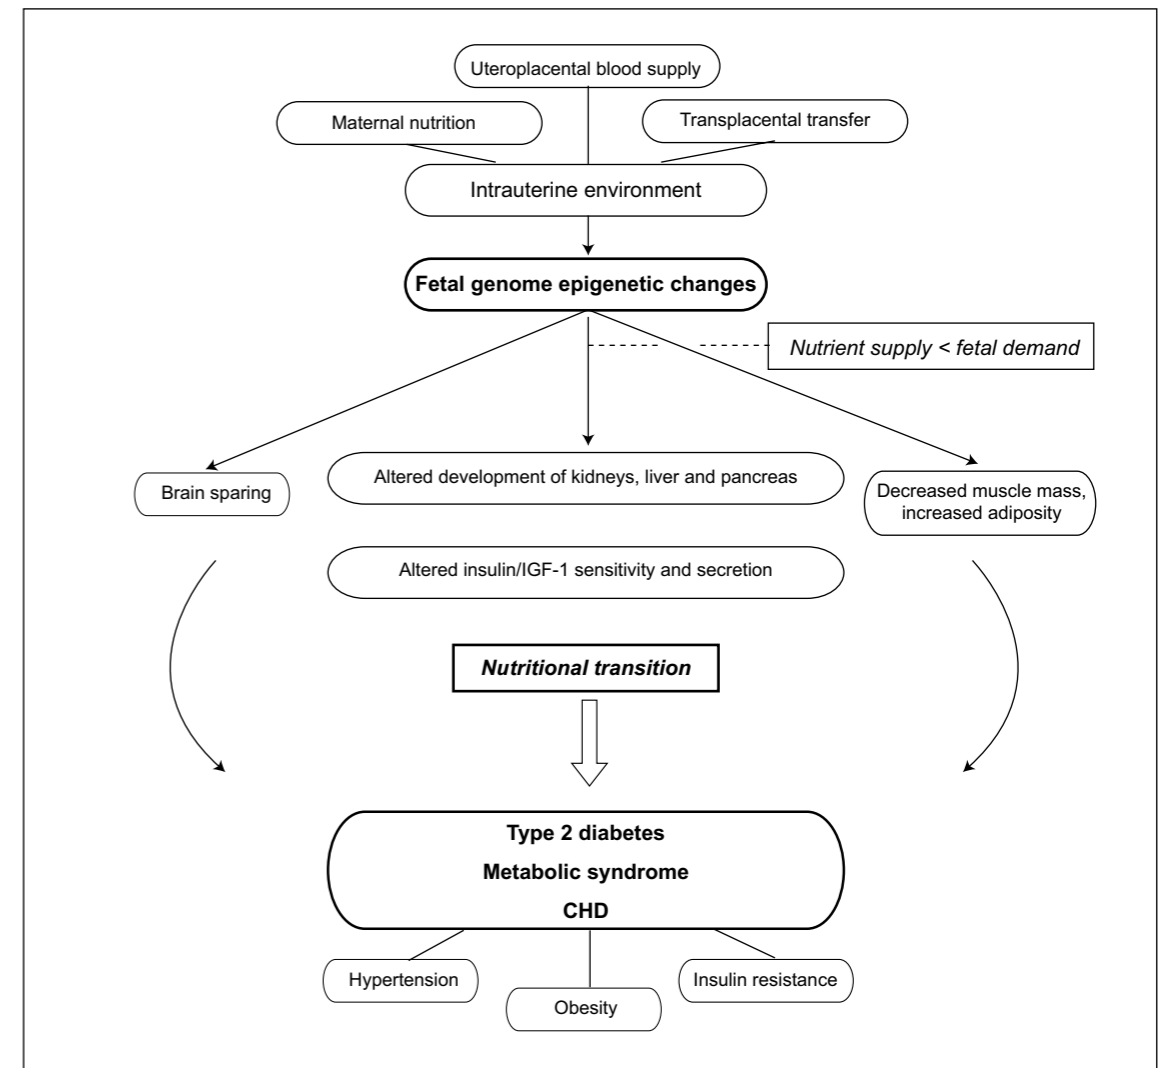 Uteroplacental blood supply
Maternal nutrition
Transplacental transfer
Intrauterine environment
Fetal genome epigenetic changes
Nutrient supply < fetal demand
Brain sparing
Altered development of kidneys, liver and pancreas
Decreased muscle mass,
increased adiposity
Altered insulin/IGF-1 sensitivity and secretion
Nutritional transition
Type 2 diabetes
Metabolic syndrome
CHD
Hypertension
Obesity
Insulin resistance